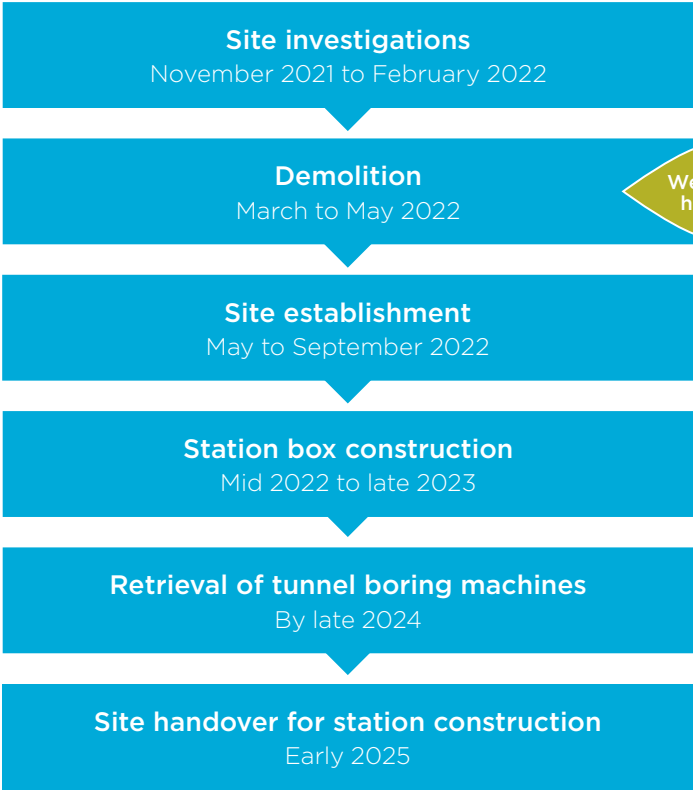 Site investigations
November 2021 to February 2022
Demolition
March to May 2022
Site establishment
May to September 2022
Station box construction
Mid 2022 to late 2023
Retrieval of tunnel boring machines
By late 2024
Site handover for station construction
Early 2025